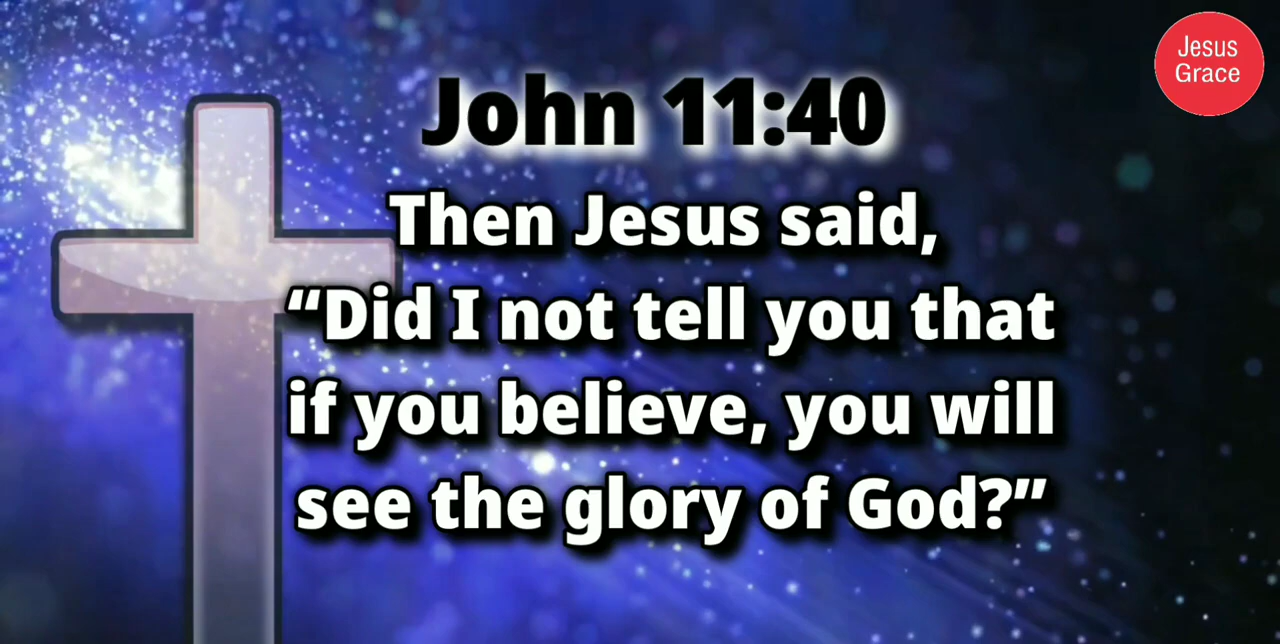 Jesus
Grace
John 11:40
Then Jesus said,
“Did I not tell you that
if you believe, you will
see the glory of God?”